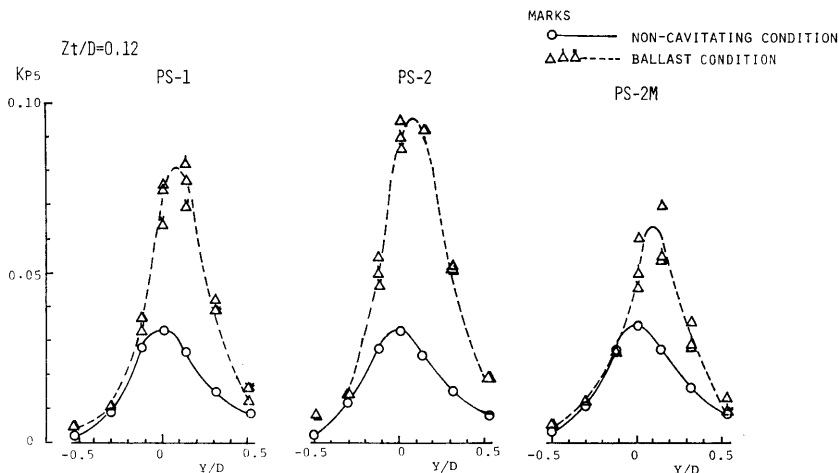 MARKS
NON-CAVITATING CONDITION
BALLAST CONDITION
Zt/D=0.12
KPS
PS-1
PS-2
PS-2M
0.10
0.05
0
-0.5 0 0.5
Y/D
-0.5 0 0.5
Y/D
-0.5 0 0.5
Y/D